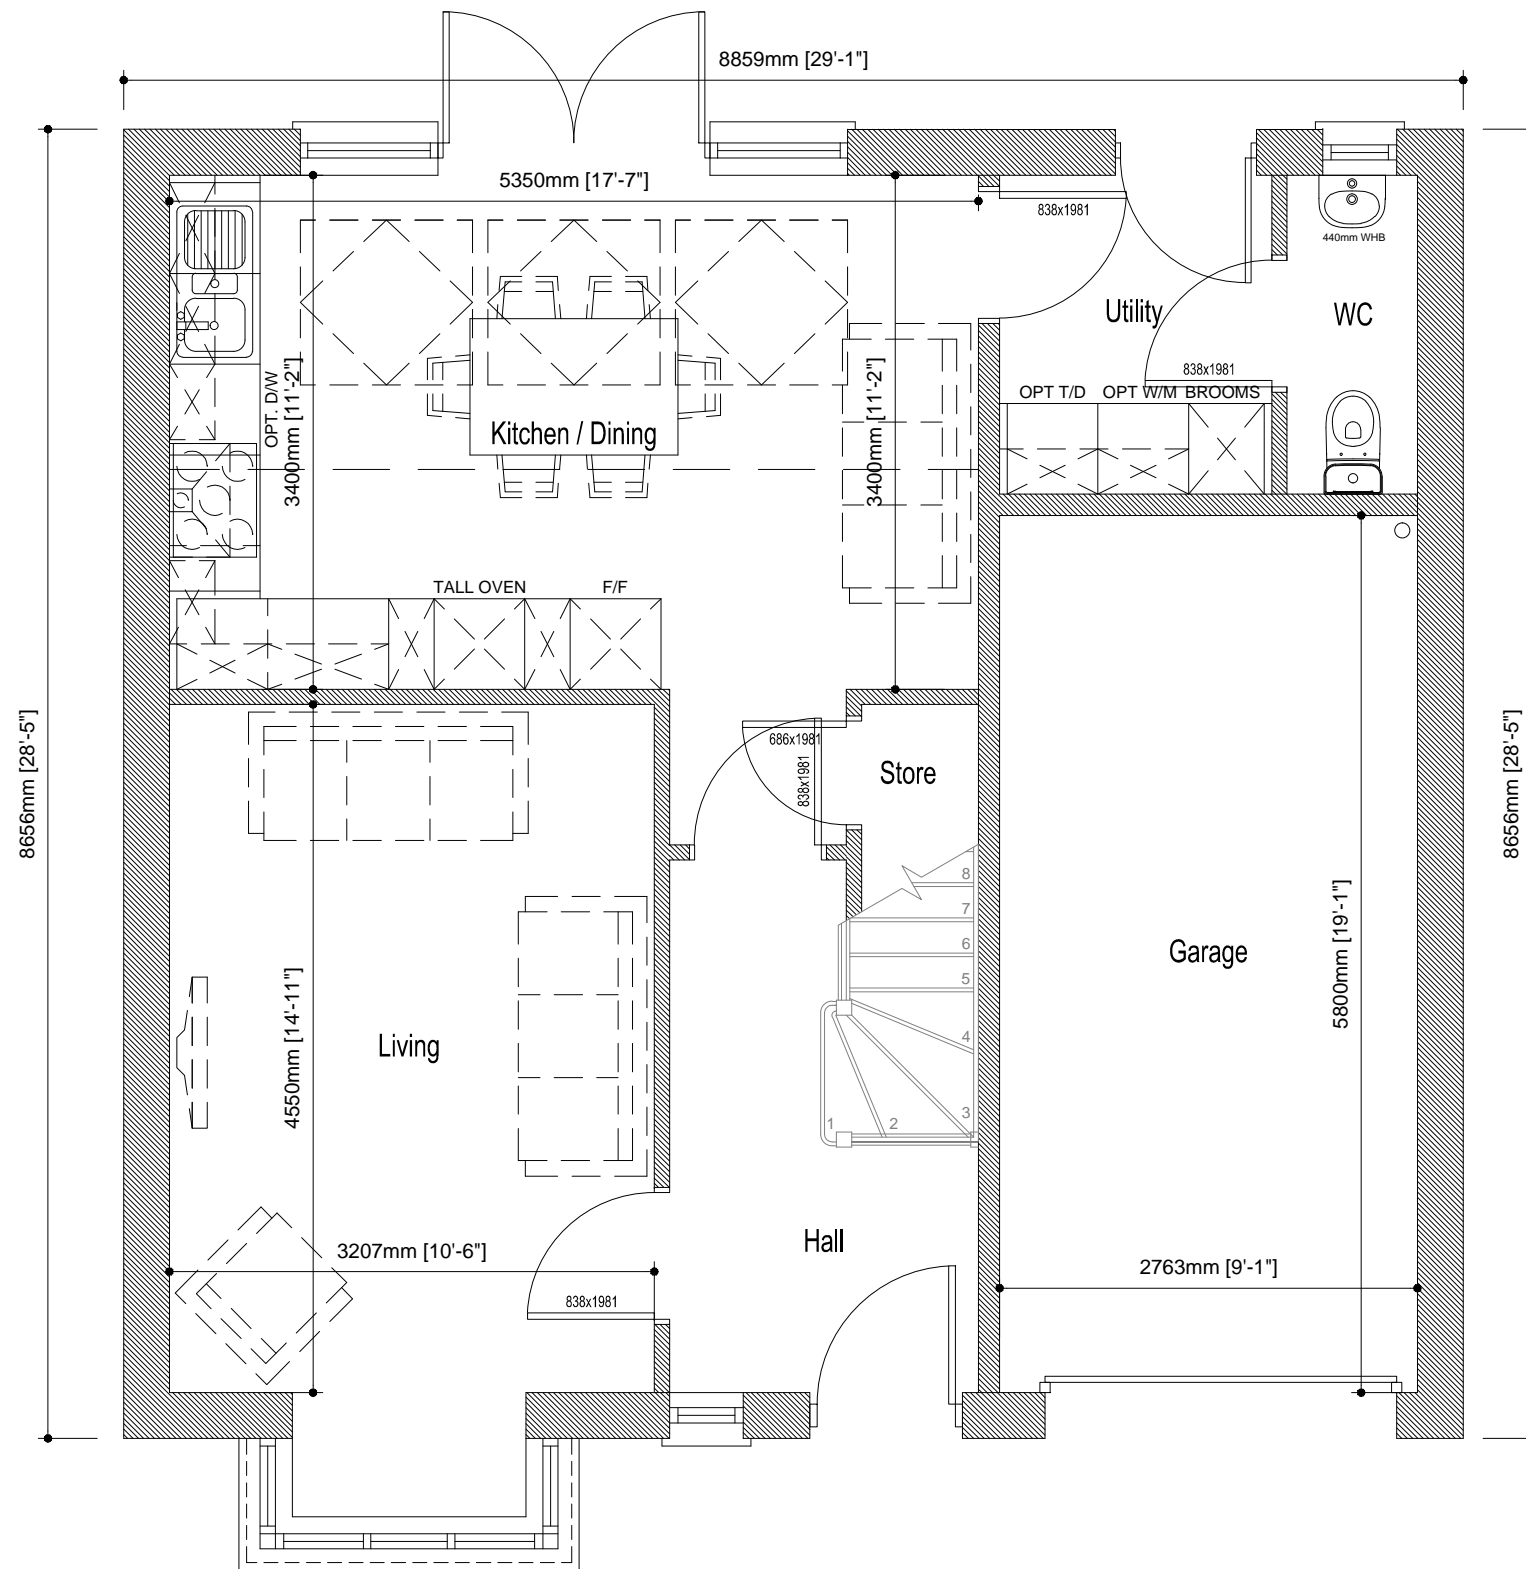 8859mm [29'-1"]
5350mm [17'-7"]
838x1981
440mm WHB
Utility
WC
838x1981
OPT T/D
OPT W/M
BROOMS
OPT. D/W
3400mm [11'-2"]
3400mm [11'-2"]
Kitchen / Dining
TALL OVEN
F/F
8656mm [28'-5"]
8656mm [28'-5"]
686x1981
838x1981
Store
8
7
6
5
4
3
2
1
Garage
5800mm [19'-1"]
4550mm [14'-11"]
Living
Hall
3207mm [10'-6"]
2763mm [9'-1"]
838x1981